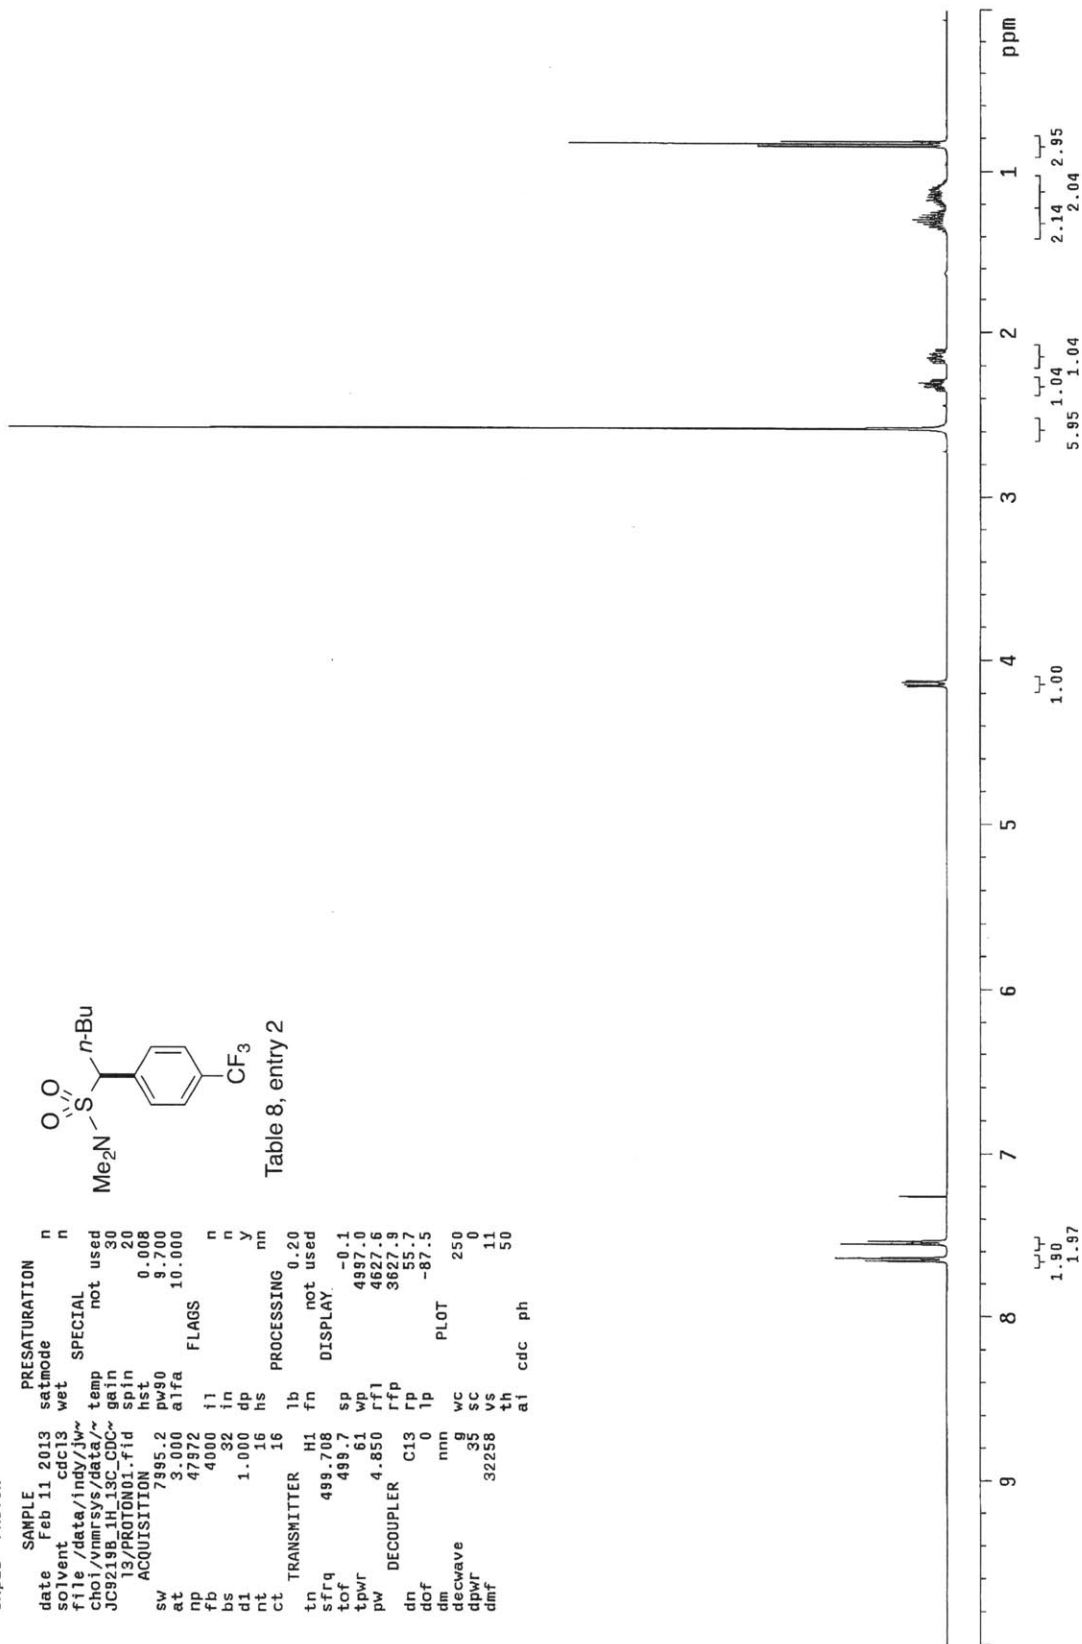 SAMPLE PRESATURATION
date Feb 11 2013 satmode n
solvent cdcl3 wet n
file /data/indy/jw~ SPECIAL
choi/vnmrsys/data/~ temp not used
JC9219B_1H_13C_CDC~ gain 30
13/PROTON01.fid spin 20
ACQUISITION hst 0.008
sw 7995.2 pw90 9.700
at 3.000 alfa 10.000
np 47972 FLAGS
fb 4000 il n
bs 32 in n
d1 1.000 dp y
nt 16 hs nn
ct 16 PROCESSING
TRANSMITTER lb 0.20
tn H1 fn not used
sfrq 499.708 DISPLAY
tof 499.7 sp -0.1
tpwr 61 wp 4997.0
pw 4.850 rfl 4627.6
DECOUPLER rfp 3627.9
dn C13 rp 55.7
dof 0 lp -87.5
dm nnn PLOT
decwave g wc 250
dpwr 35 sc 0
dmf 32258 vs 11
th 50
ai cdc ph
O O
Me2N S n-Bu
CF3
Table 8, entry 2
9 8 7 6 5 4 3 2 1 ppm
1.90 1.00 1.04 2.14 2.95
1.97 5.95 1.04 2.04